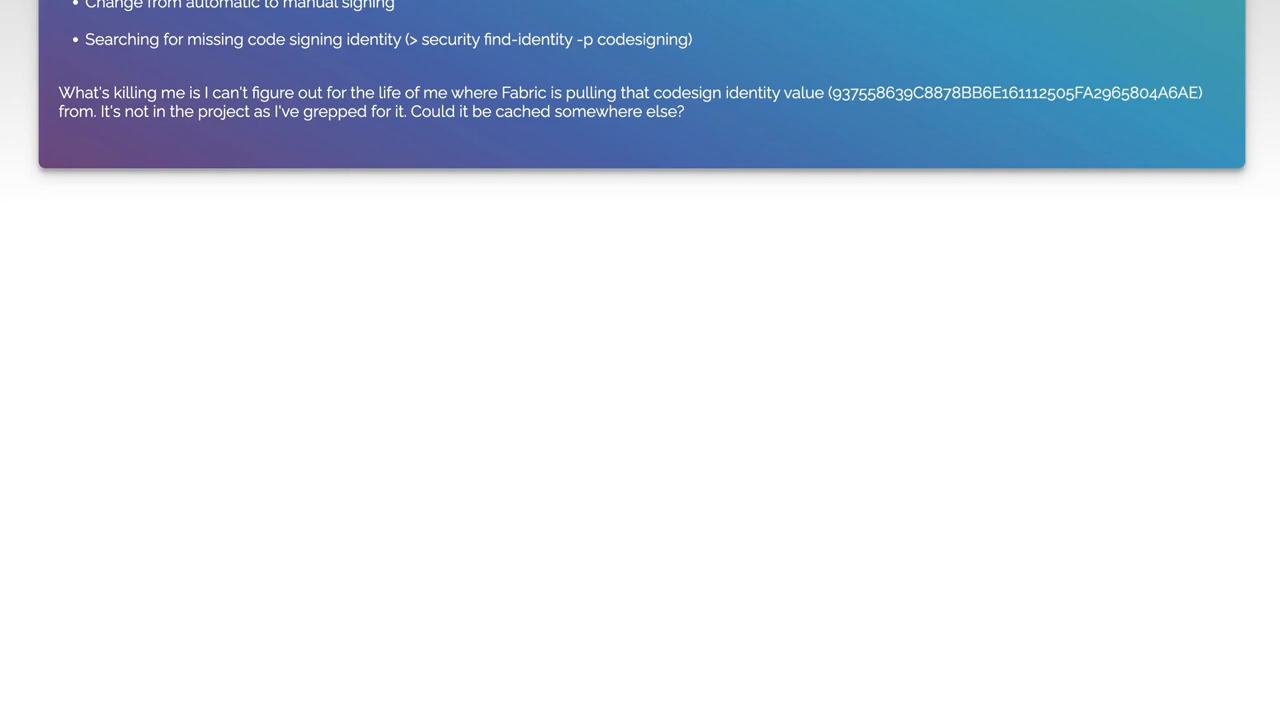 • Change from automatic to manual signing
• Searching for missing code signing identity (> security find-identity -p codesigning)
What's killing me is I can't figure out for the life of me where Fabric is pulling that codesign identity value (937558639C8878BB6E161112505FA2965804A6AE)
from. It's not in the project as I've grepped for it. Could it be cached somewhere else?